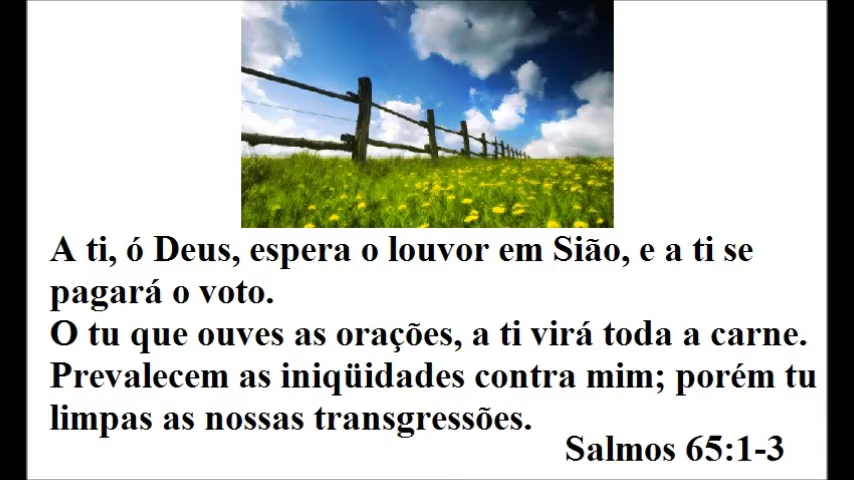 A ti, ó Deus, espera o louvor em Sião, e a ti se
pagará o voto.
O tu que ouves as orações, a ti virá toda a carne.
Prevalecem as iniqüidades contra mim; porém tu
limpas as nossas transgressões.
Salmos 65:1-3